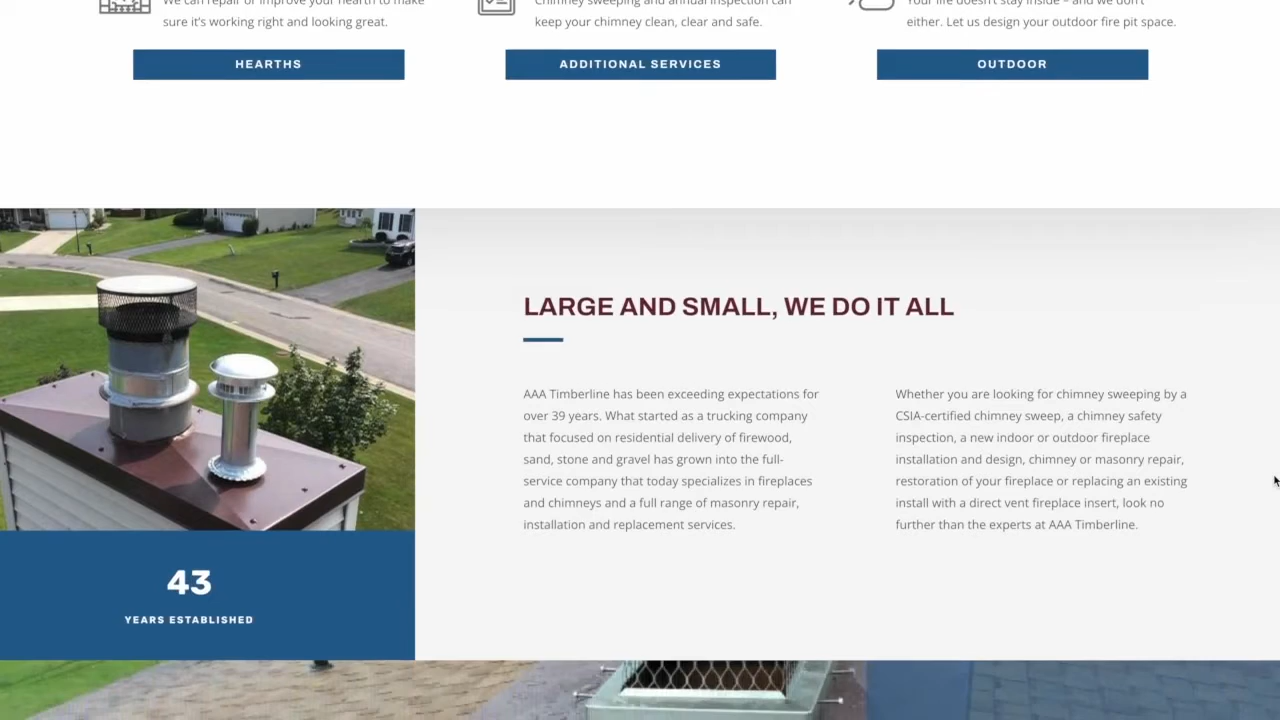 We can repair or improve your hearth to make
sure it's working right and looking great.
HEARTHS
Chimney sweeping and annual inspection can
keep your chimney clean, clear and safe.
ADDITIONAL SERVICES
Your life doesn't stay inside – and we don't
either. Let us design your outdoor fire pit space.
OUTDOOR
LARGE AND SMALL, WE DO IT ALL
AAA Timberline has been exceeding expectations for
over 39 years. What started as a trucking company
that focused on residential delivery of firewood,
sand, stone and gravel has grown into the full-
service company that today specializes in fireplaces
and chimneys and a full range of masonry repair,
installation and replacement services.
Whether you are looking for chimney sweeping by a
CSIA-certified chimney sweep, a chimney safety
inspection, a new indoor or outdoor fireplace
installation and design, chimney or masonry repair,
restoration of your fireplace or replacing an existing
install with a direct vent fireplace insert, look no
further than the experts at AAA Timberline.
43
YEARS ESTABLISHED